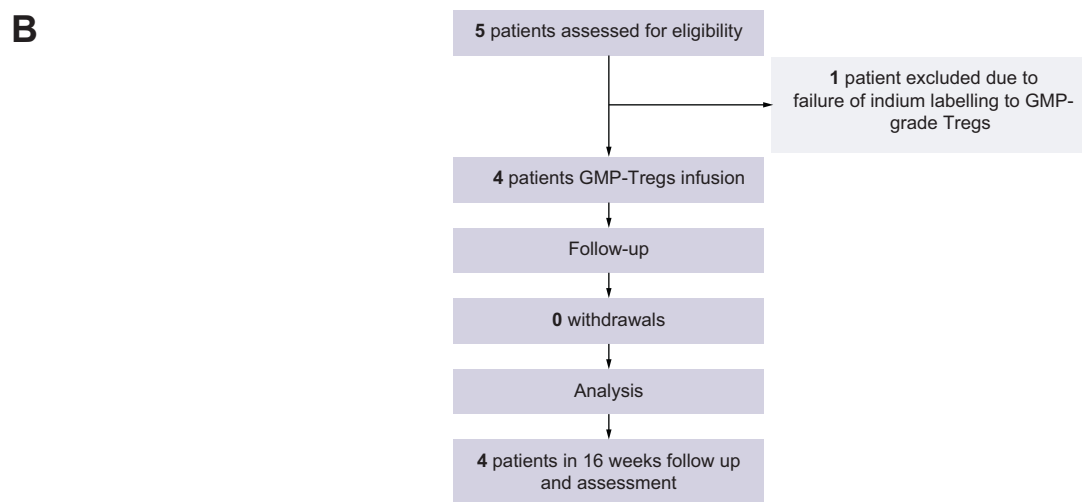 B
5 patients assessed for eligibility
1 patient excluded due to
failure of indium labelling to GMP-
grade Tregs
4 patients GMP-Tregs infusion
Follow-up
0 withdrawals
Analysis
4 patients in 16 weeks follow up
and assessment